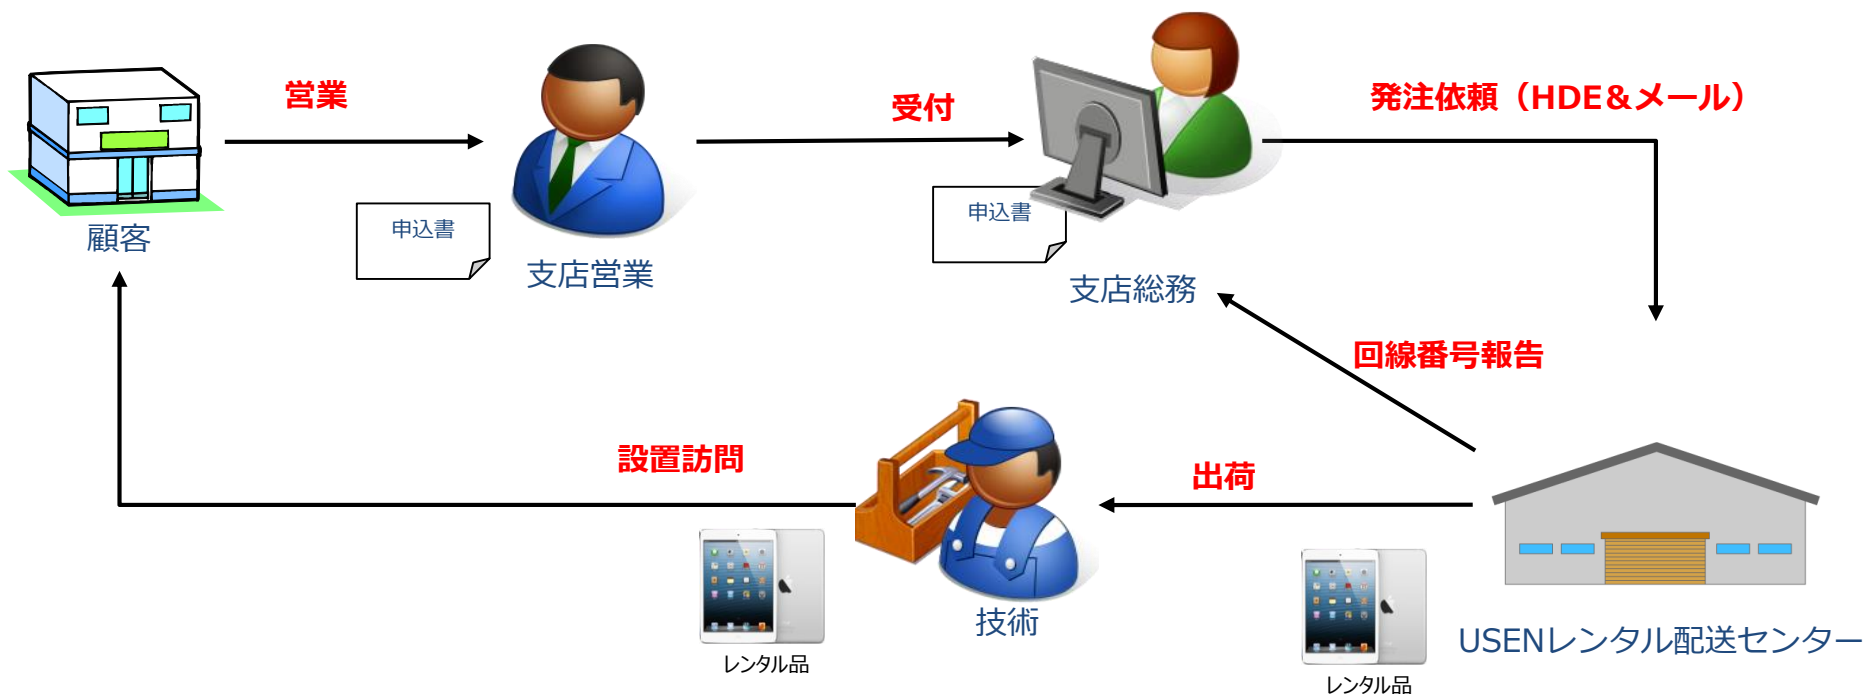 営業
受付
発注依頼（HDE＆メール）
申込書
申込書
顧客
支店営業
支店総務
回線番号報告
設置訪問
出荷
技術
USENレンタル配送センター
レンタル品
レンタル品